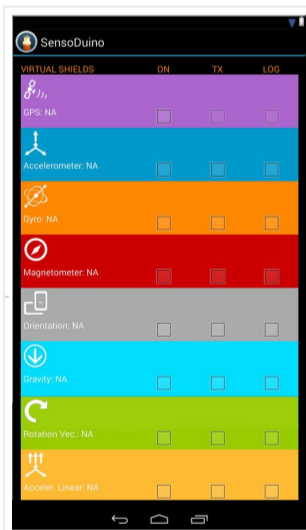 SensoDuino
VIRTUAL SHIELDS ON TX LOG
GPS: NA
Accelerometer: NA
Gyro: NA
Magnetometer: NA
Orientation: NA
Gravity: NA
Rotation Vec.: NA
Acceler. Linear: NA